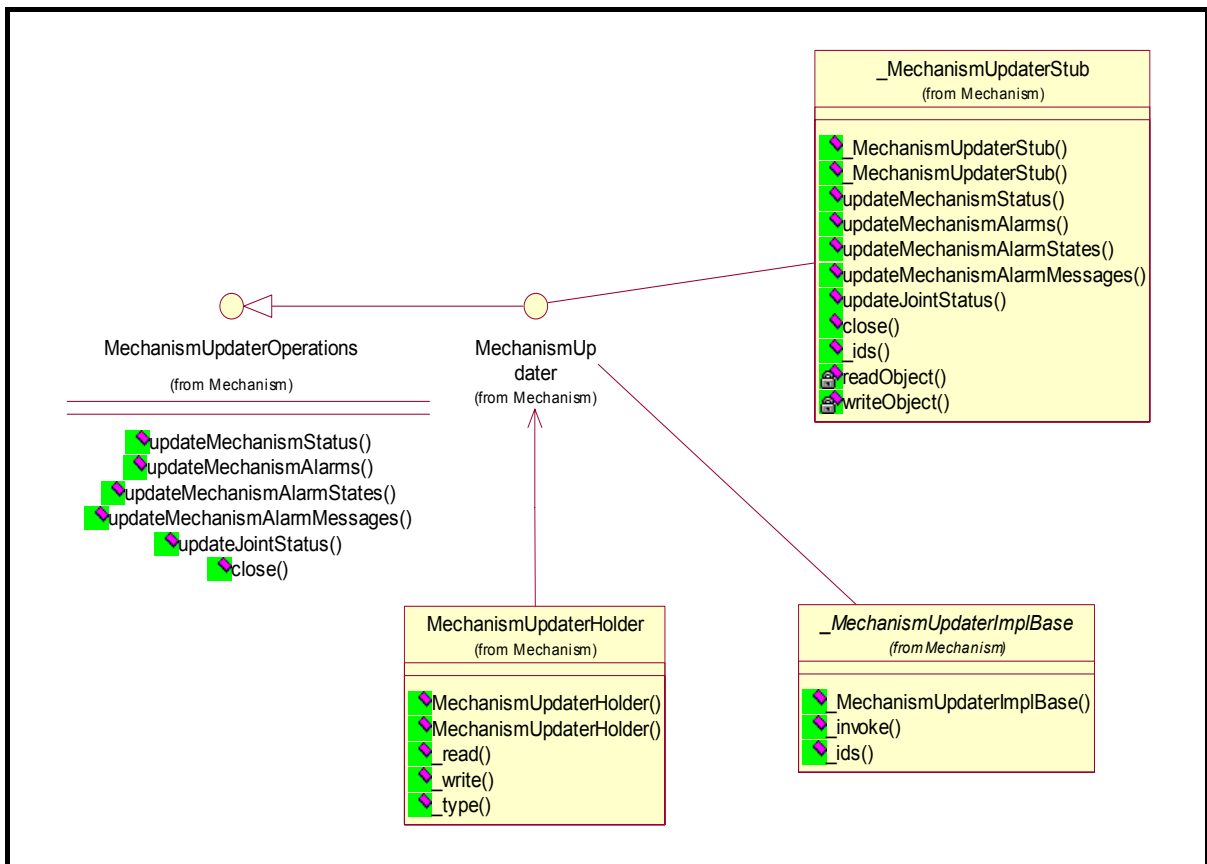 _MechanismUpdaterStub
(from Mechanism)
_MechanismUpdaterStub()
_MechanismUpdaterStub()
updateMechanismStatus()
updateMechanismAlarms()
updateMechanismAlarmStates()
updateMechanismAlarmMessages()
updateJointStatus()
close()
_ids()
readObject()
writeObject()
MechanismUpdaterOperations
(from Mechanism)
updateMechanismStatus()
updateMechanismAlarms()
updateMechanismAlarmStates()
updateMechanismAlarmMessages()
updateJointStatus()
close()
MechanismUp
dater
(from Mechanism)
MechanismUpdaterHolder
(from Mechanism)
MechanismUpdaterHolder()
MechanismUpdaterHolder()
_read()
_write()
_type()
_MechanismUpdaterImplBase
(from Mechanism)
_MechanismUpdaterImplBase()
_invoke()
_ids()